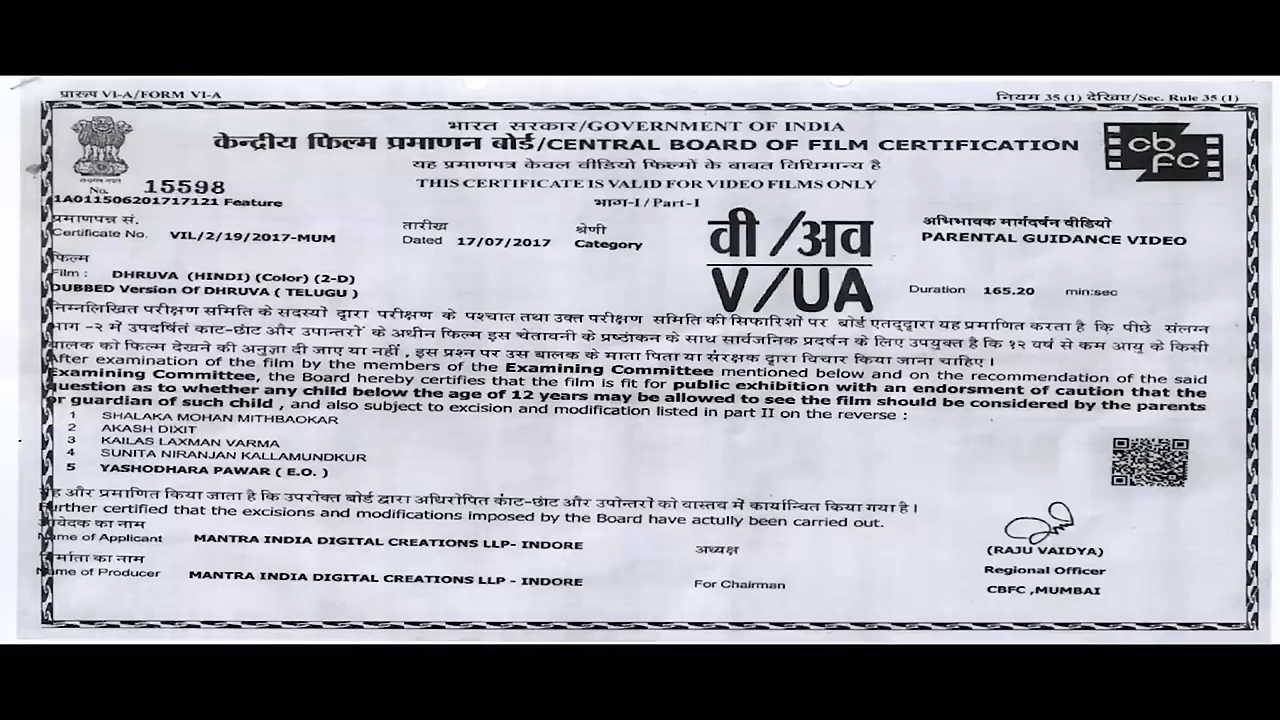 प्रारूप VI-A/FORM VI-A
नियम 35 (1) देखिए/Sec. Rule 35 (1)
भारत सरकार/GOVERNMENT OF INDIA
केन्द्रीय फिल्म प्रमाणन बोर्ड/CENTRAL BOARD OF FILM CERTIFICATION
cb
fc
यह प्रमाणपत्र केवल वीडियो फिल्मों के बाबत विधिमान्य है
THIS CERTIFICATE IS VALID FOR VIDEO FILMS ONLY
No. 15598
1A011506201717121 Feature
भाग-I/Part-I
प्रमाणपत्र सं.
Certificate No. VIL/2/19/2017-MUM
तारीख
Dated 17/07/2017
श्रेणी
Category
वी/अव
V/UA
अभिभावक मार्गदर्षन वीडियो
PARENTAL GUIDANCE VIDEO
फिल्म
Film : DHRUVA (HINDI) (Color) (2-D)
DUBBED Version Of DHRUVA ( TELUGU )
Duration 165.20 min:sec
निम्नलिखित परीक्षण समिति के सदस्यों द्वारा परीक्षण के पश्चात तथा उक्त परीक्षण समिति की सिफारिशों पर बोर्ड एतद्द्वारा यह प्रमाणित करता है कि पीछे संलग्न
भाग -२ में उपदर्षित काट-छाँट और उपान्तरों के अधीन फिल्म इस चेतावनी के प्रष्ठांकन के साथ सार्वजनिक प्रदर्षन के लिए उपयुक्त है कि १२ वर्ष से कम आयु के किसी
बालक को फिल्म देखने की अनुज्ञा दी जाए या नहीं , इस प्रश्न पर उस बालक के माता पिता या संरक्षक द्वारा विचार किया जाना चाहिए ।
After examination of the film by the members of the Examining Committee mentioned below and on the recommendation of the said
Examining Committee, the Board hereby certifies that the film is fit for public exhibition with an endorsment of caution that the
question as to whether any child below the age of 12 years may be allowed to see the film should be considered by the parents
or guardian of such child , and also subject to excision and modification listed in part II on the reverse :
1 SHALAKA MOHAN MITHBAOKAR
2 AKASH DIXIT
3 KAILAS LAXMAN VARMA
4 SUNITA NIRANJAN KALLAMUNDKUR
5 YASHODHARA PAWAR ( E.O. )
यह और प्रमाणित किया जाता है कि उपरोक्त बोर्ड द्वारा अधिरोपित काट-छाँट और उपोन्तरों को वास्तव में कार्यान्वित किया गया है ।
Further certified that the excisions and modifications imposed by the Board have actully been carried out.
आवेदक का नाम
Name of Applicant MANTRA INDIA DIGITAL CREATIONS LLP- INDORE
निर्माता का नाम
Name of Producer MANTRA INDIA DIGITAL CREATIONS LLP - INDORE
अध्यक्ष
For Chairman
(RAJU VAIDYA)
Regional Officer
CBFC ,MUMBAI